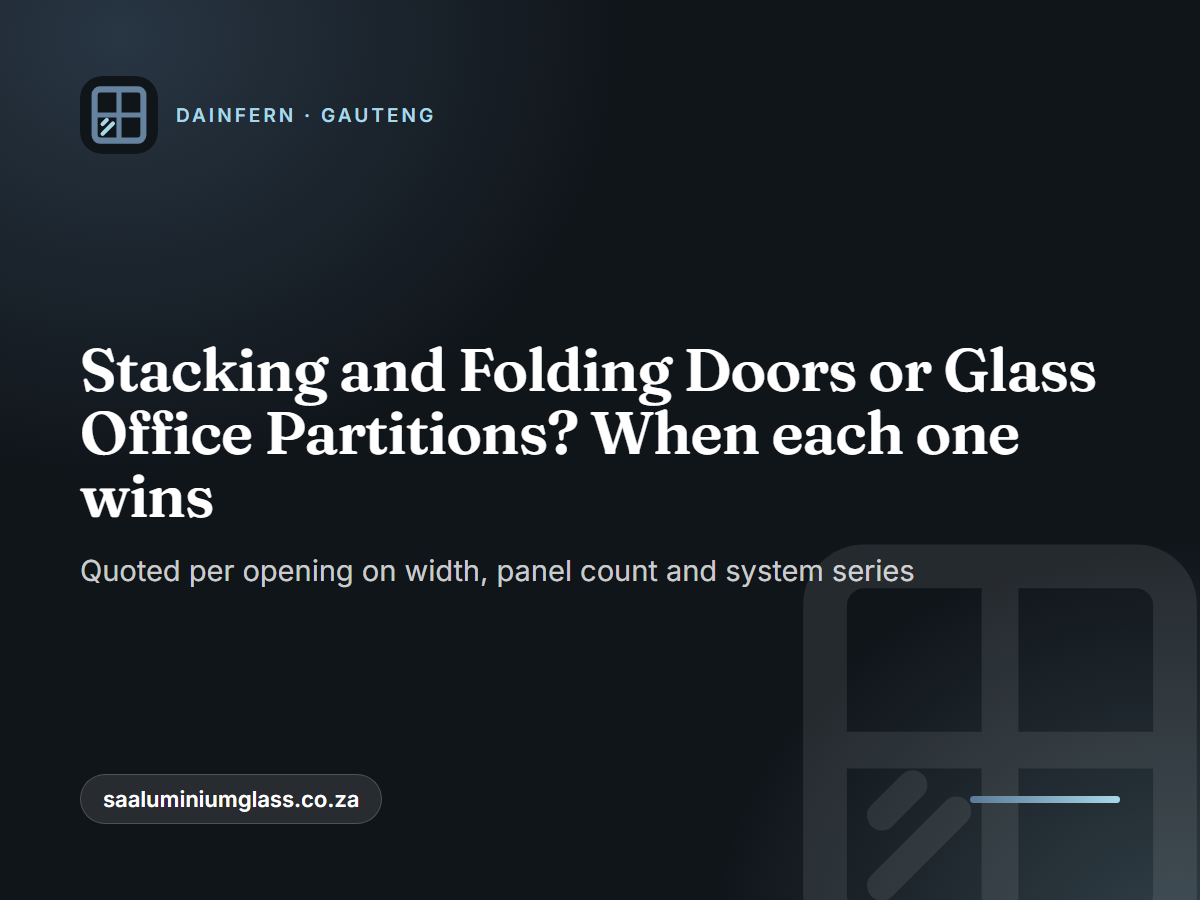 DAINFERN · GAUTENG
Stacking and Folding Doors or Glass
Office Partitions? When each one
wins
Quoted per opening on width, panel count and system series
saaluminiumglass.co.za